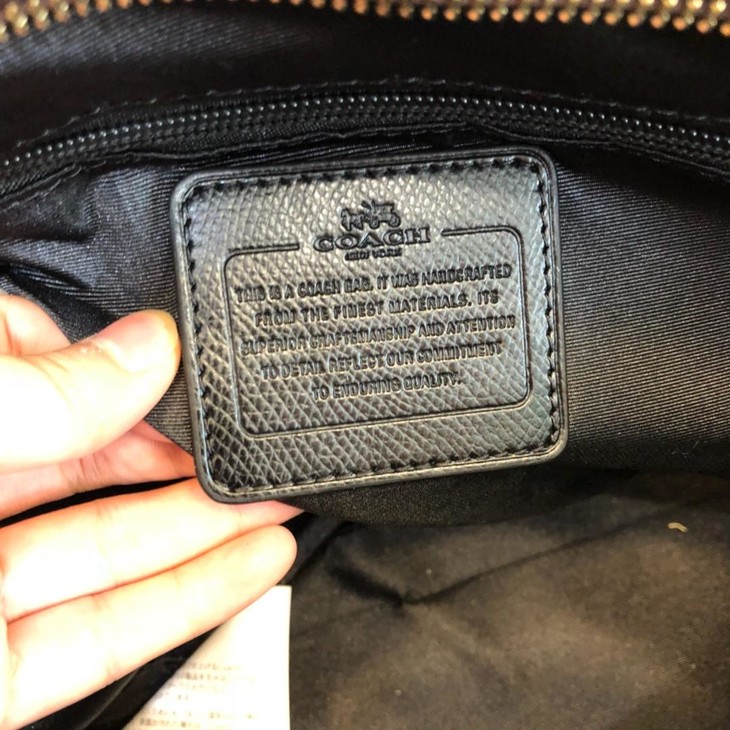 COACH
NEW YORK
THIS IS A COACH BAG. IT WAS HANDCRAFTED
FROM THE FINEST MATERIALS. ITS
SUPERIOR CRAFTSMANSHIP AND ATTENTION
TO DETAIL REFLECT OUR COMMITMENT
TO ENDURING QUALITY.